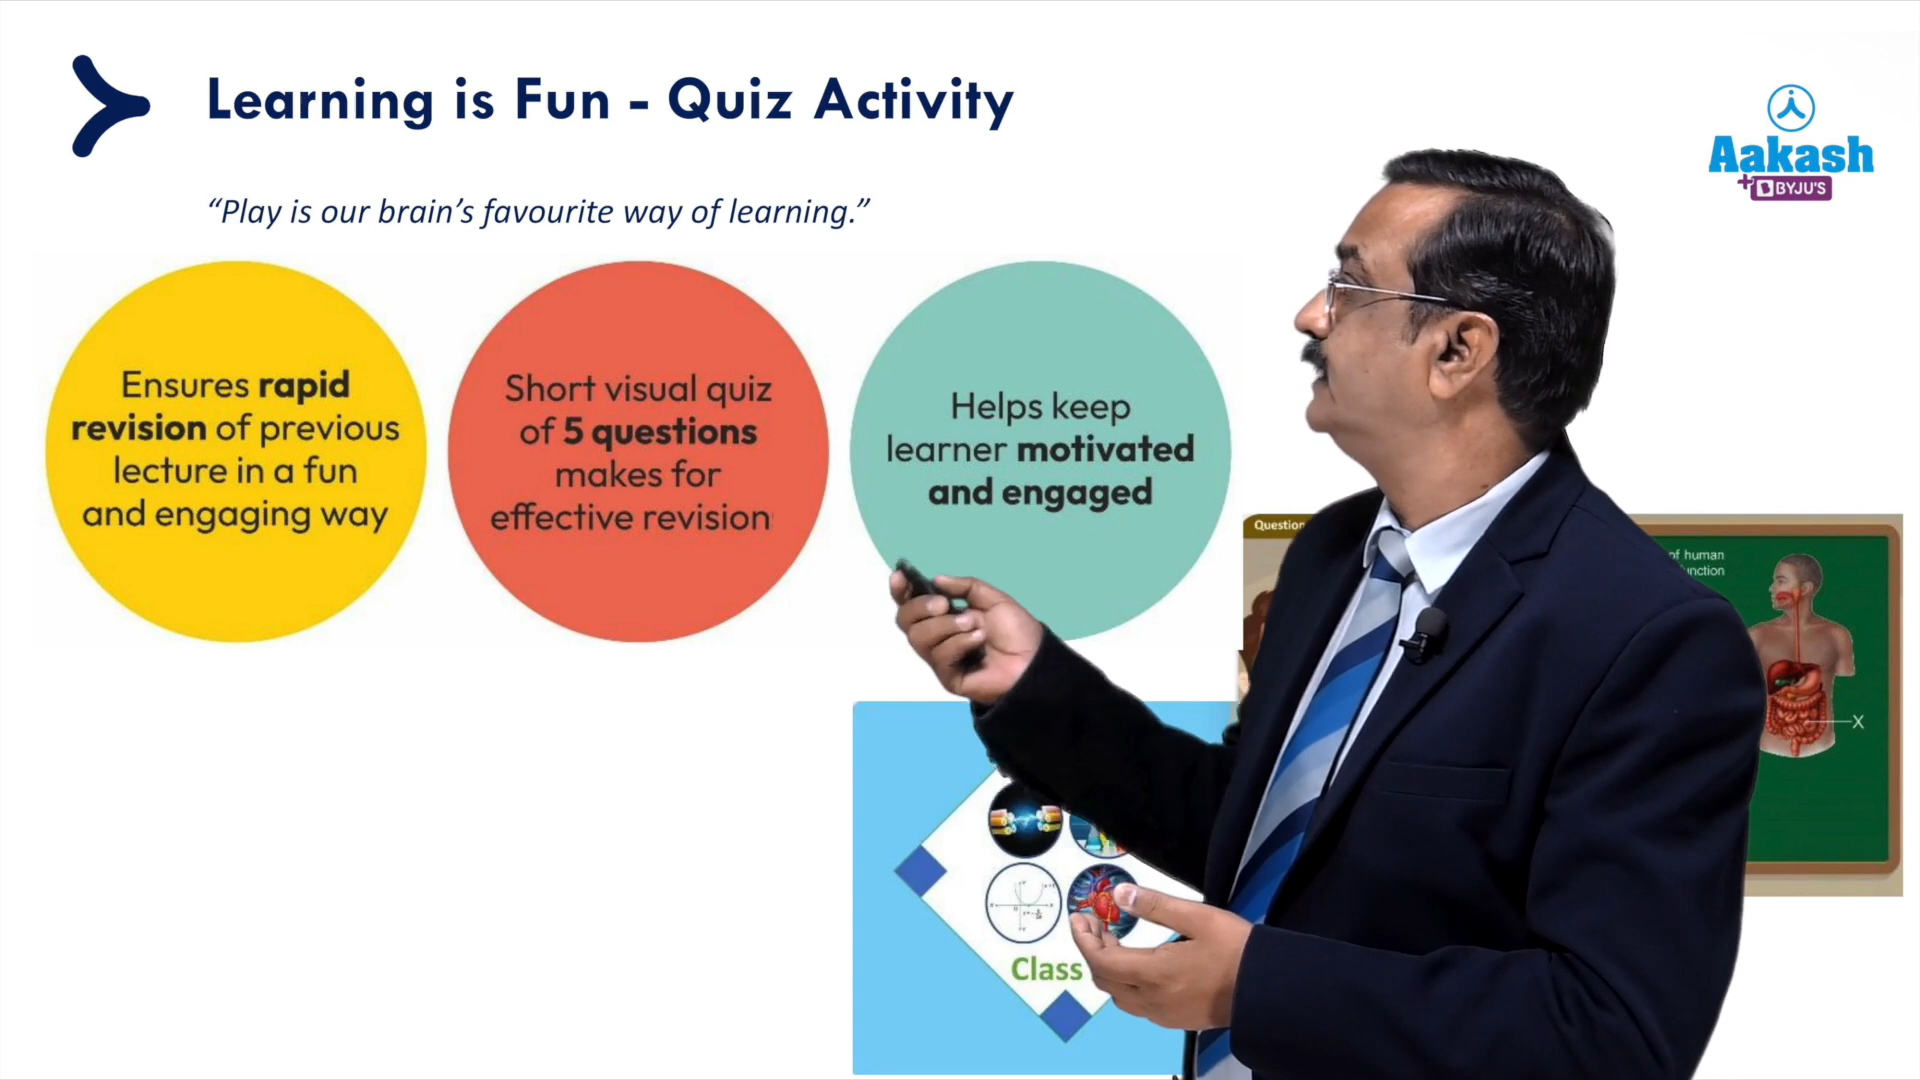 Learning is Fun - Quiz Activity
“Play is our brain’s favourite way of learning.”
Aakash
+BYJU'S
Ensures rapid
revision of previous
lecture in a fun
and engaging way
Short visual quiz
of 5 questions
makes for
effective revision
Helps keep
learner motivated
and engaged
Question
of human
X
Class